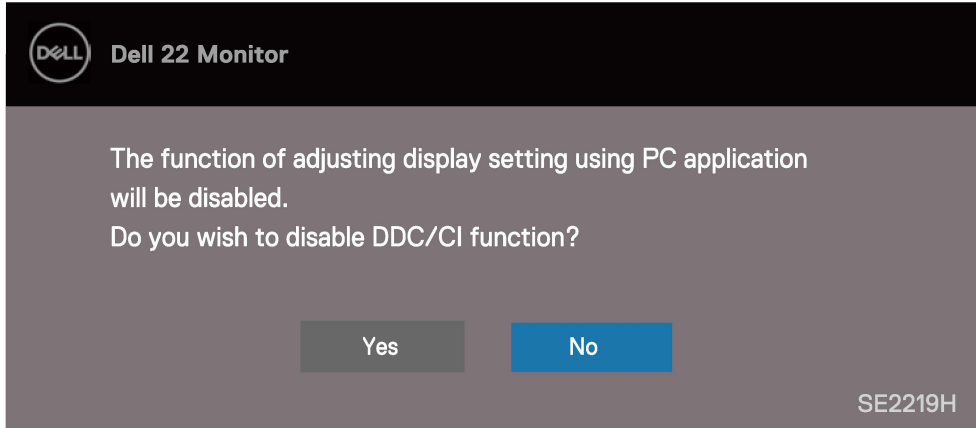 DELL
Dell 22 Monitor
The function of adjusting display setting using PC application
will be disabled.
Do you wish to disable DDC/CI function?
Yes No
SE2219H